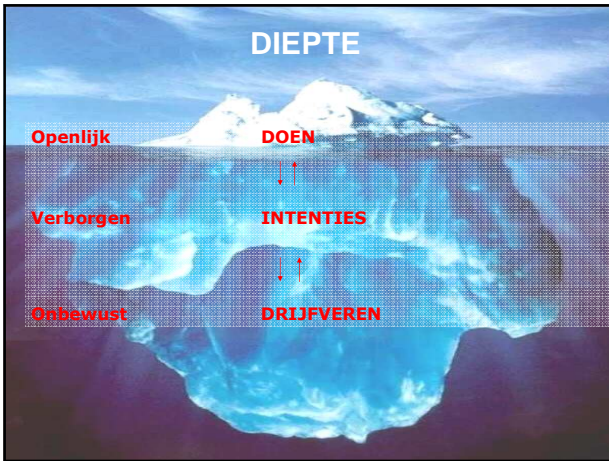 DIEPTE
Openlijk DOEN
Verborgen INTENTIES
Onbewust DRIJFVEREN